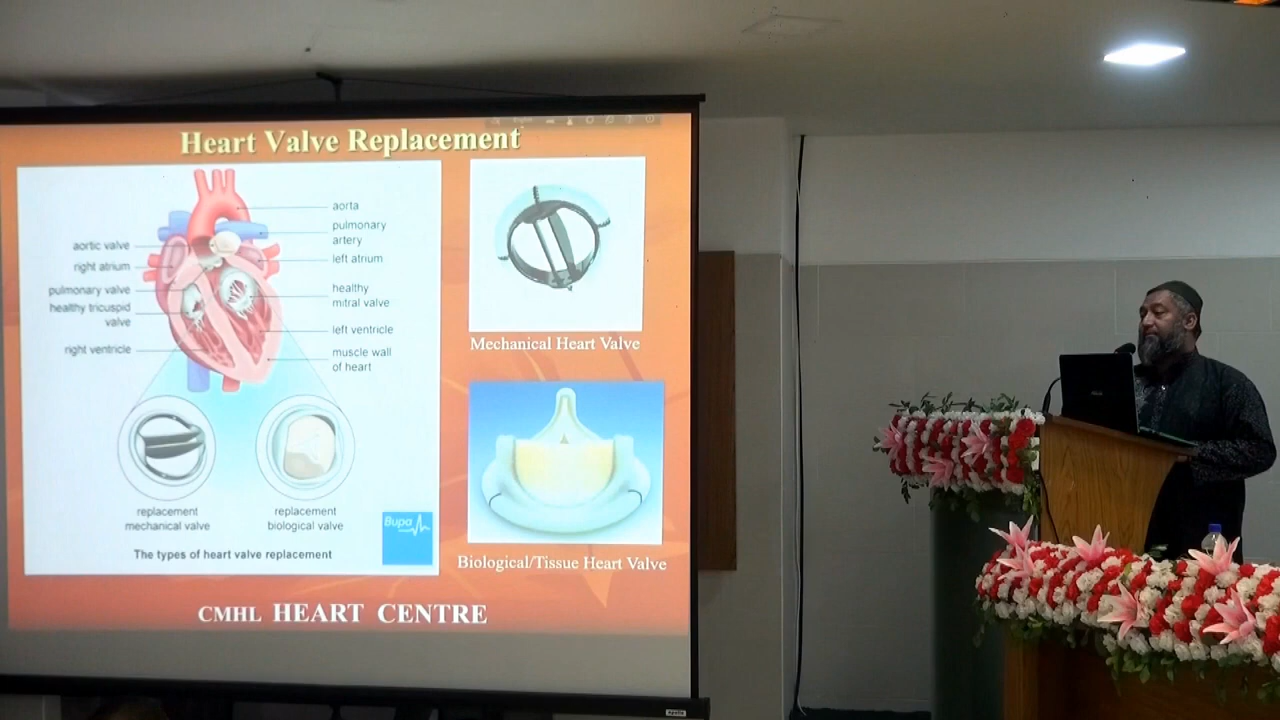 Heart Valve Replacement
aorta
pulmonary
artery
aortic valve
left atrium
right atrium
pulmonary valve
healthy
mitral valve
healthy tricuspid
valve
left ventricle
right ventricle
muscle wall
of heart
replacement
mechanical valve
replacement
biological valve
The types of heart valve replacement
Bupa
Mechanical Heart Valve
Biological/Tissue Heart Valve
CMHL HEART CENTRE